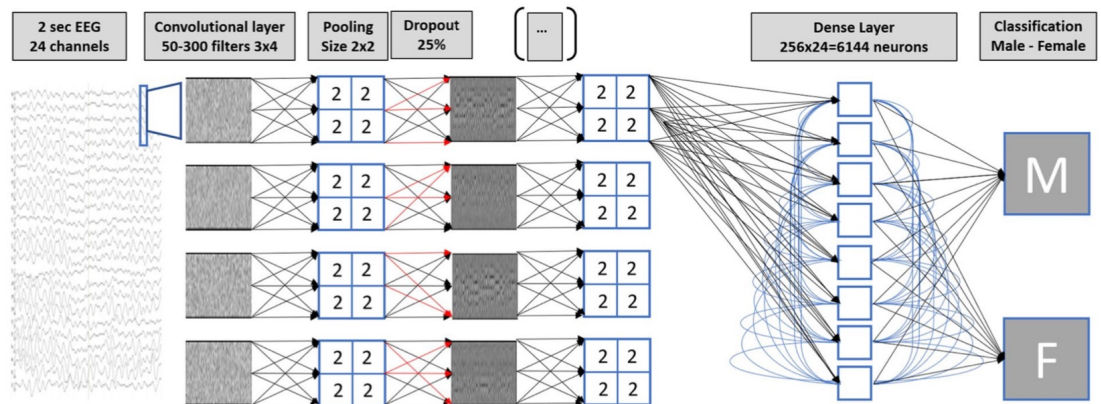 2 sec EEG
24 channels
Convolutional layer
50-300 filters 3x4
Pooling
Size 2x2
Dropout
25%
...
Dense Layer
256x24=6144 neurons
Classification
Male - Female
2 2 2 2
2 2 2 2
M
2 2 2 2
2 2 2 2
2 2 2 2
2 2 2 2
F
2 2 2 2
2 2 2 2